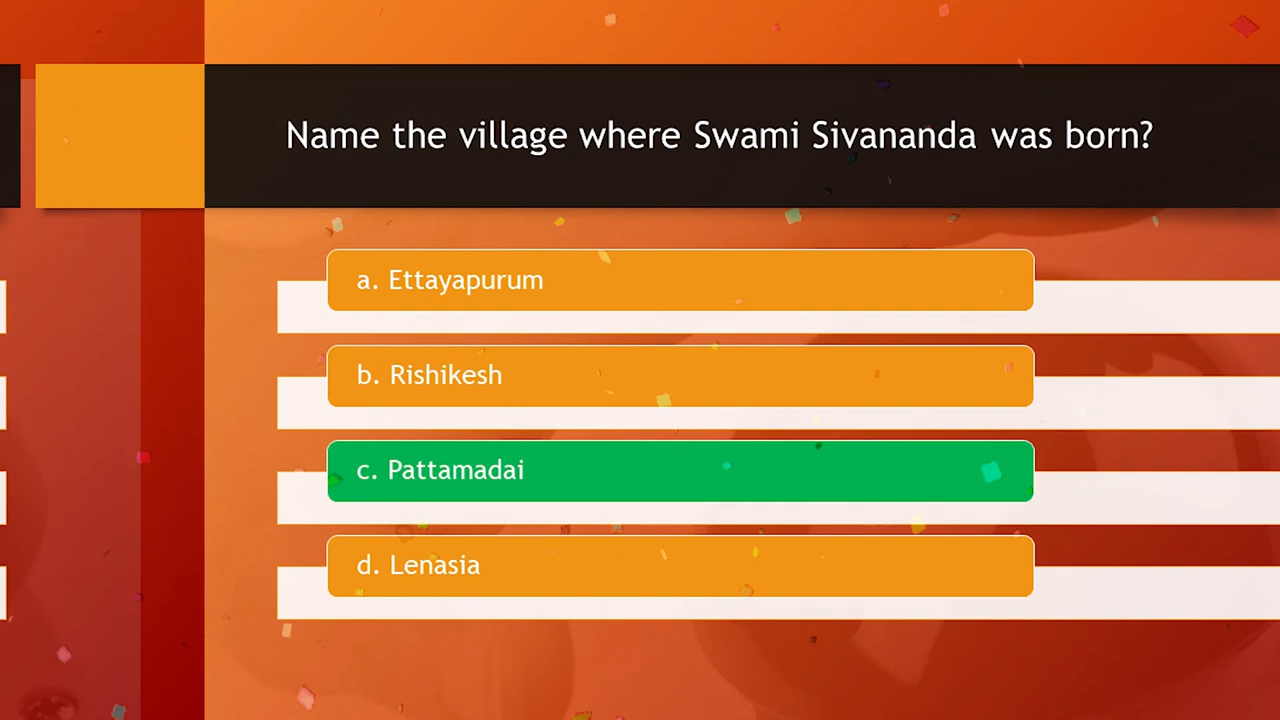 Name the village where Swami Sivananda was born?
a. Ettayapurum
b. Rishikesh
c. Pattamadai
d. Lenasia